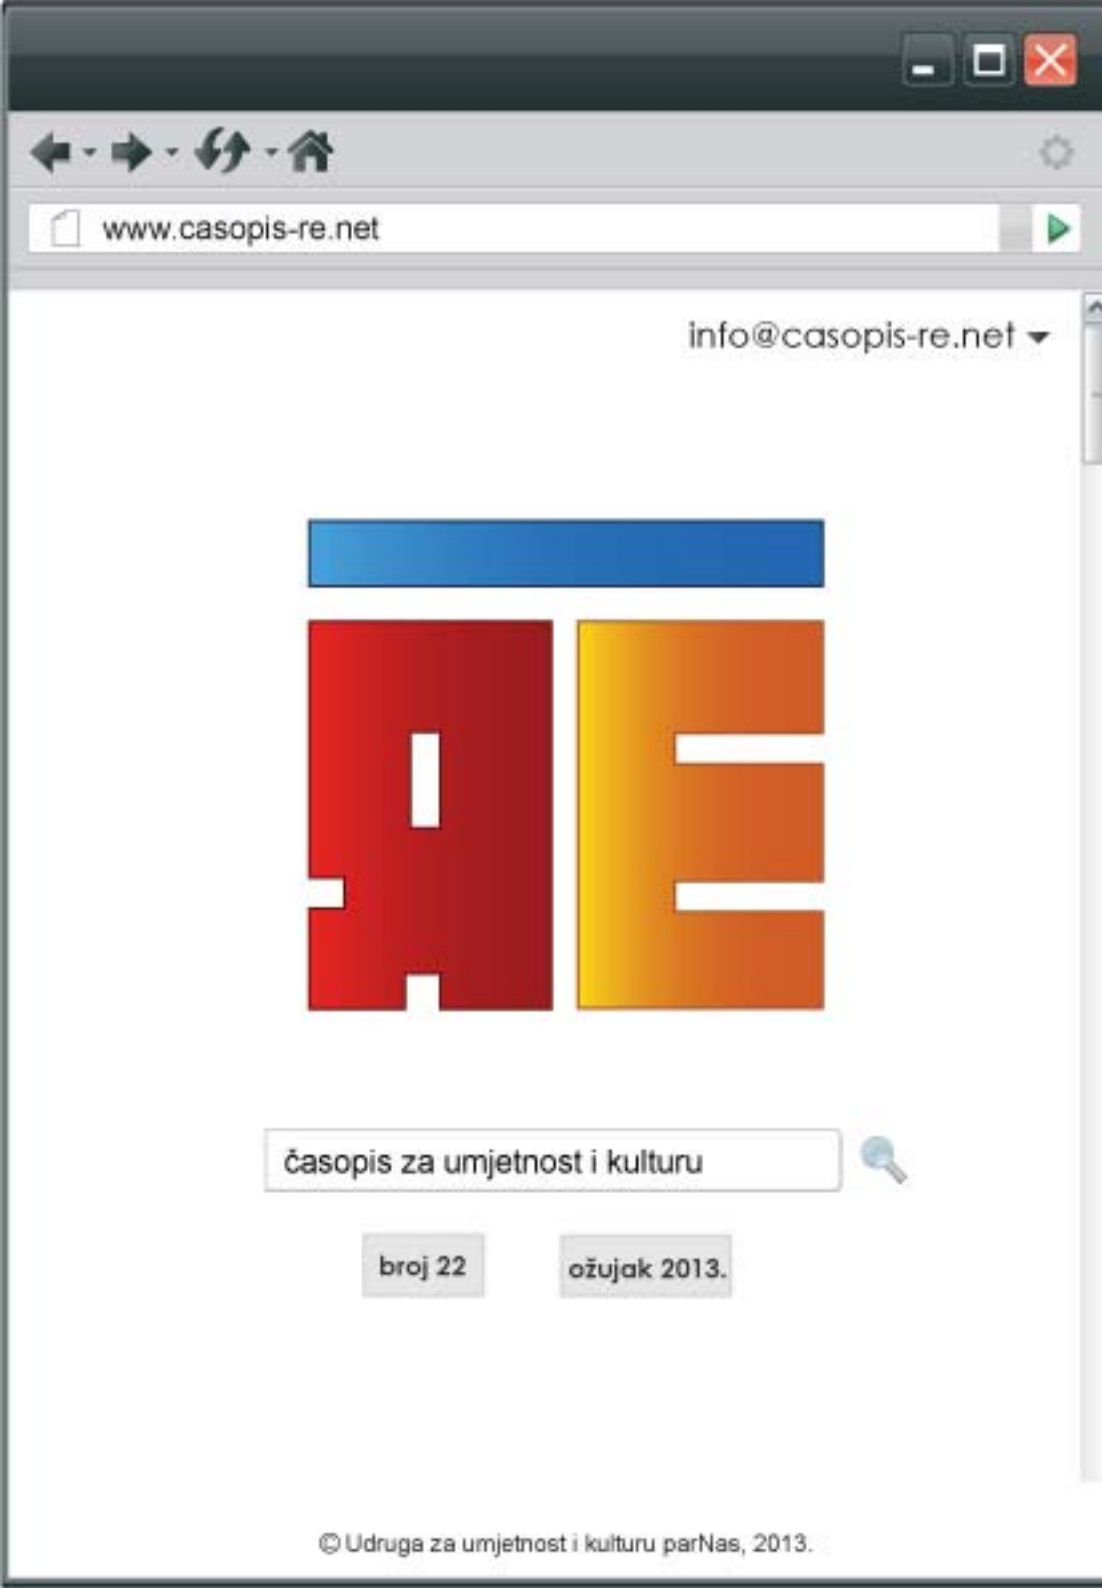 www.casopis-re.net
info@casopis-re.net
RE
časopis za umjetnost i kulturu
broj 22
ožujak 2013.
© Udruga za umjetnost i kulturu parNas, 2013.